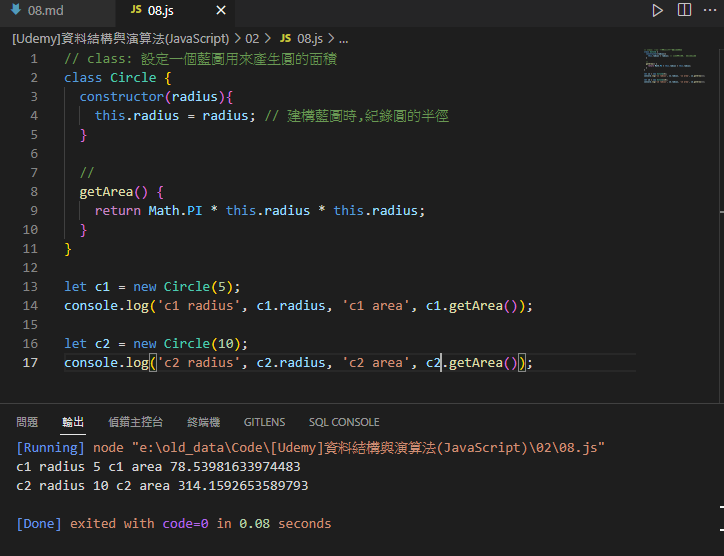 08.md JS 08.js ×
[Udemy]資料結構與演算法(JavaScript) > 02 > JS 08.js > ...
1 // class: 設定一個藍圖用來產生圓的面積
2 class Circle {
3 constructor(radius){
4 this.radius = radius; // 建構藍圖時,紀錄圓的半徑
5 }
6
7 //
8 getArea() {
9 return Math.PI * this.radius * this.radius;
10 }
11 }
12
13 let c1 = new Circle(5);
14 console.log('c1 radius', c1.radius, 'c1 area', c1.getArea());
15
16 let c2 = new Circle(10);
17 console.log('c2 radius', c2.radius, 'c2 area', c2.getArea());
問題 輸出 偵錯主控台 終端機 GITLENS SQL CONSOLE
[Running] node "e:\old_data\Code\[Udemy]資料結構與演算法(JavaScript)\02\08.js"
c1 radius 5 c1 area 78.53981633974483
c2 radius 10 c2 area 314.1592653589793
[Done] exited with code=0 in 0.08 seconds